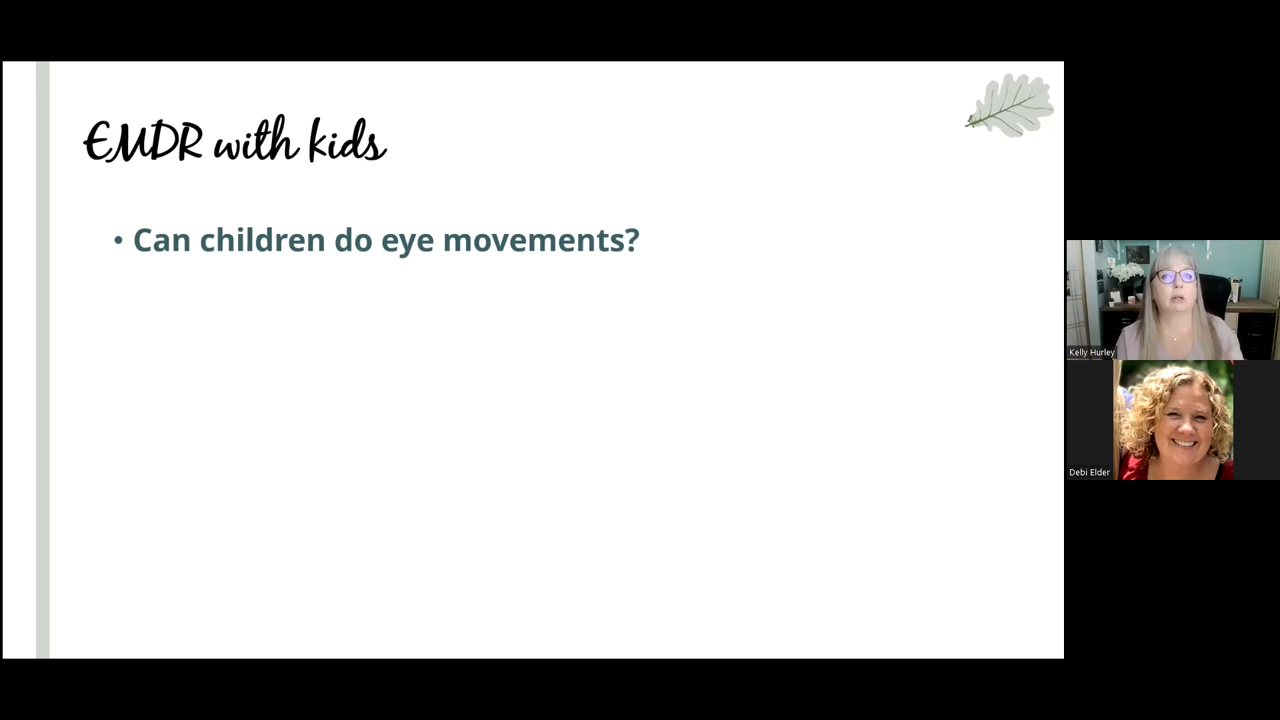 EMDR with kids
• Can children do eye movements?
Kelly Hurley
Debi Elder